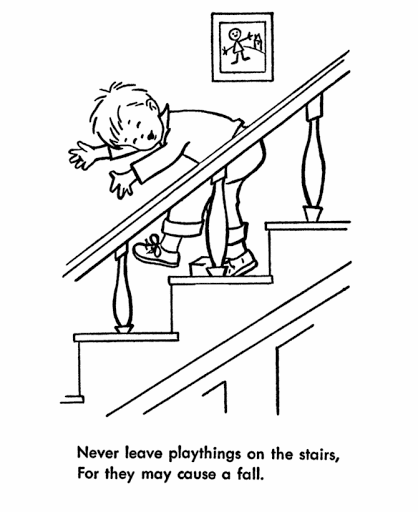 Never leave playthings on the stairs,
For they may cause a fall.